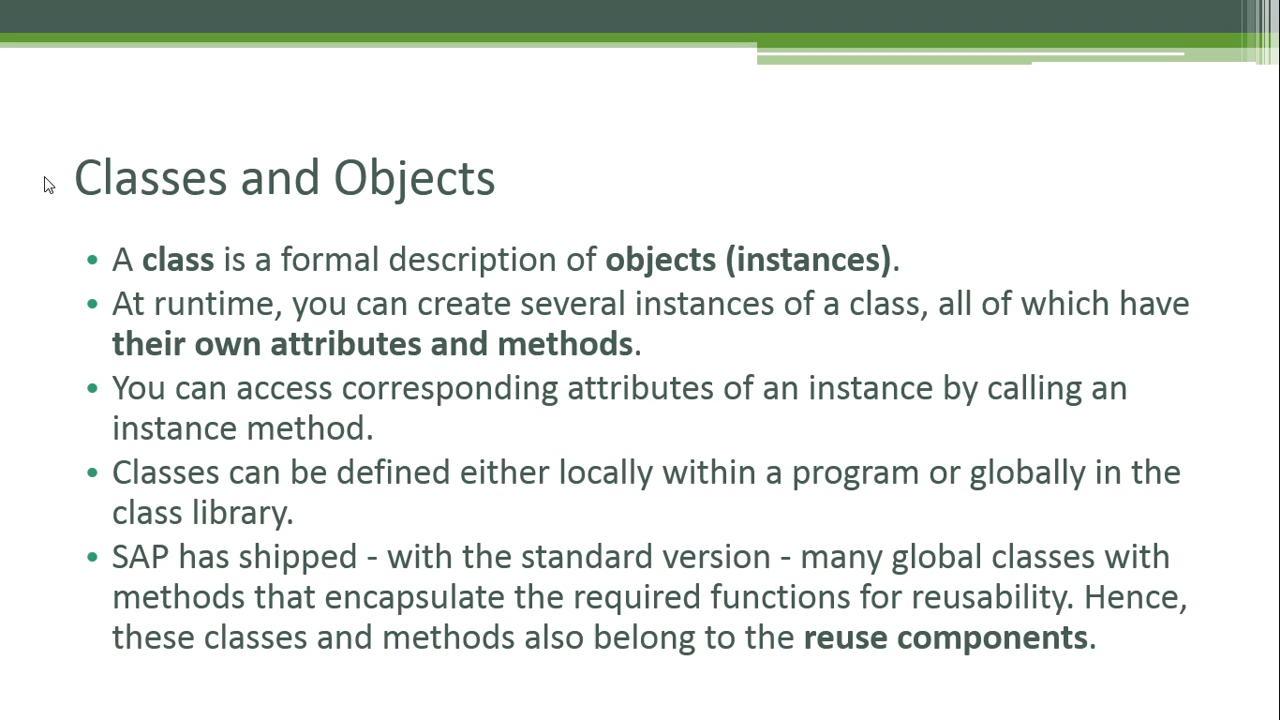 Classes and Objects
• A class is a formal description of objects (instances).
• At runtime, you can create several instances of a class, all of which have
their own attributes and methods.
• You can access corresponding attributes of an instance by calling an
instance method.
• Classes can be defined either locally within a program or globally in the
class library.
• SAP has shipped - with the standard version - many global classes with
methods that encapsulate the required functions for reusability. Hence,
these classes and methods also belong to the reuse components.